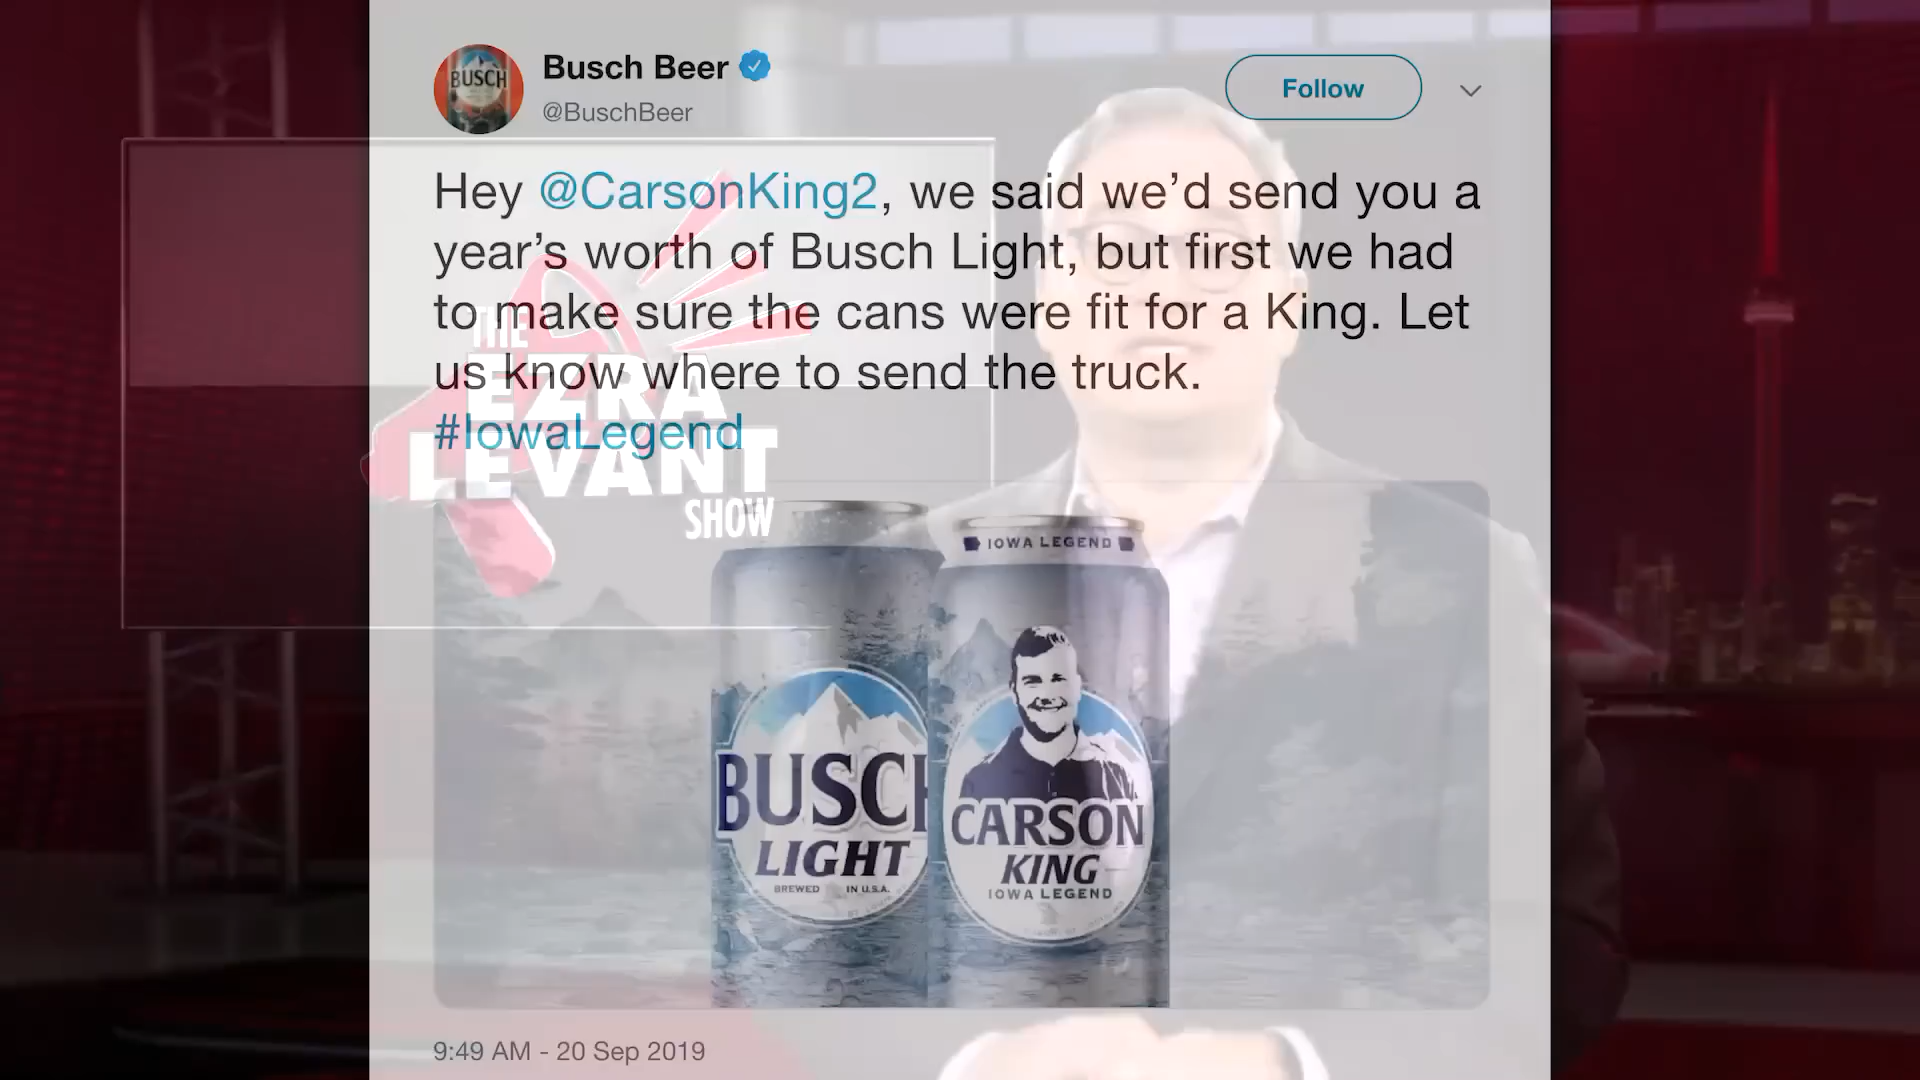 Busch Beer
@BuschBeer
Follow
Hey @CarsonKing2, we said we’d send you a
year’s worth of Busch Light, but first we had
to make sure the cans were fit for a King. Let
us know where to send the truck.
#IowaLegend
THE
EZRA
LEVANT
SHOW
BUSCH
IOWA LEGEND
BUSCH
LIGHT
BREWED IN U.S.A.
CARSON
KING
IOWA LEGEND
9:49 AM - 20 Sep 2019